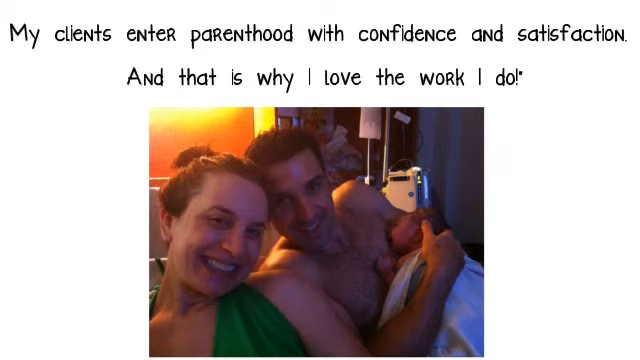 My clients enter parenthood with confidence and satisfaction.
And that is why I love the work I do!"